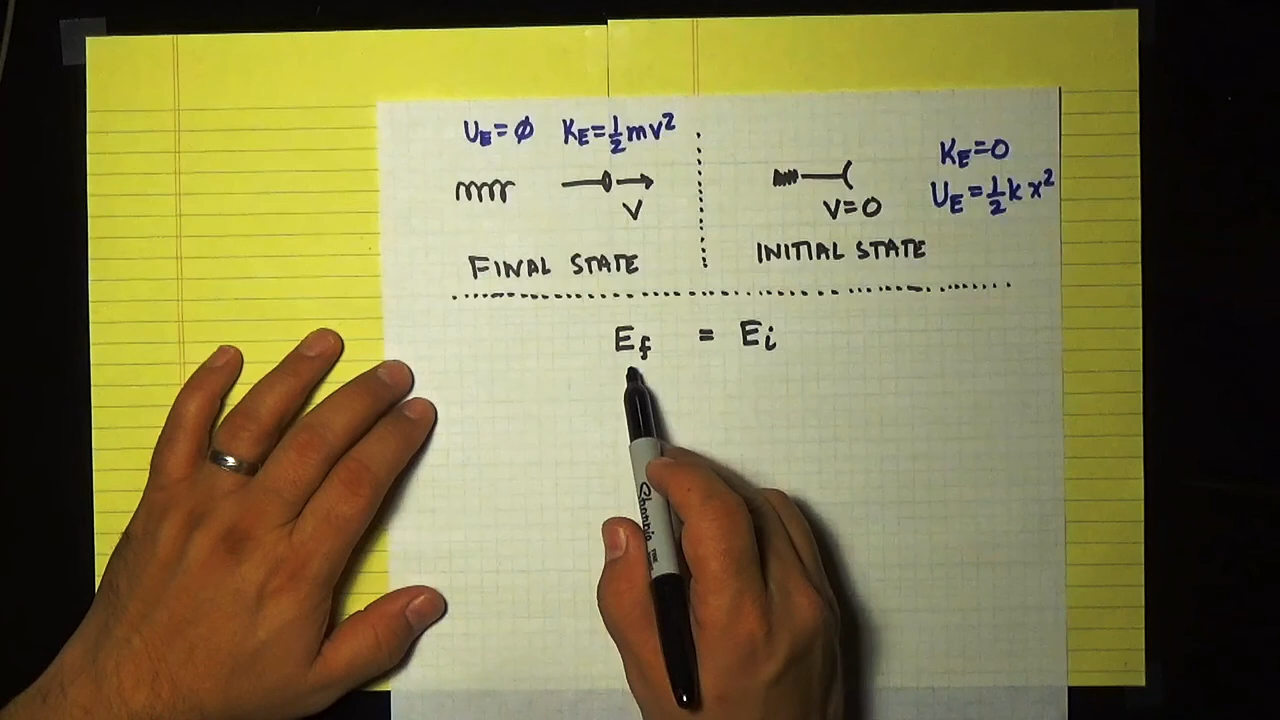 U_E=∅ K_E=½mv²
V
FINAL STATE
K_E=0
U_E=½kx²
V=0
INITIAL STATE
E_f = E_i
Sharpie